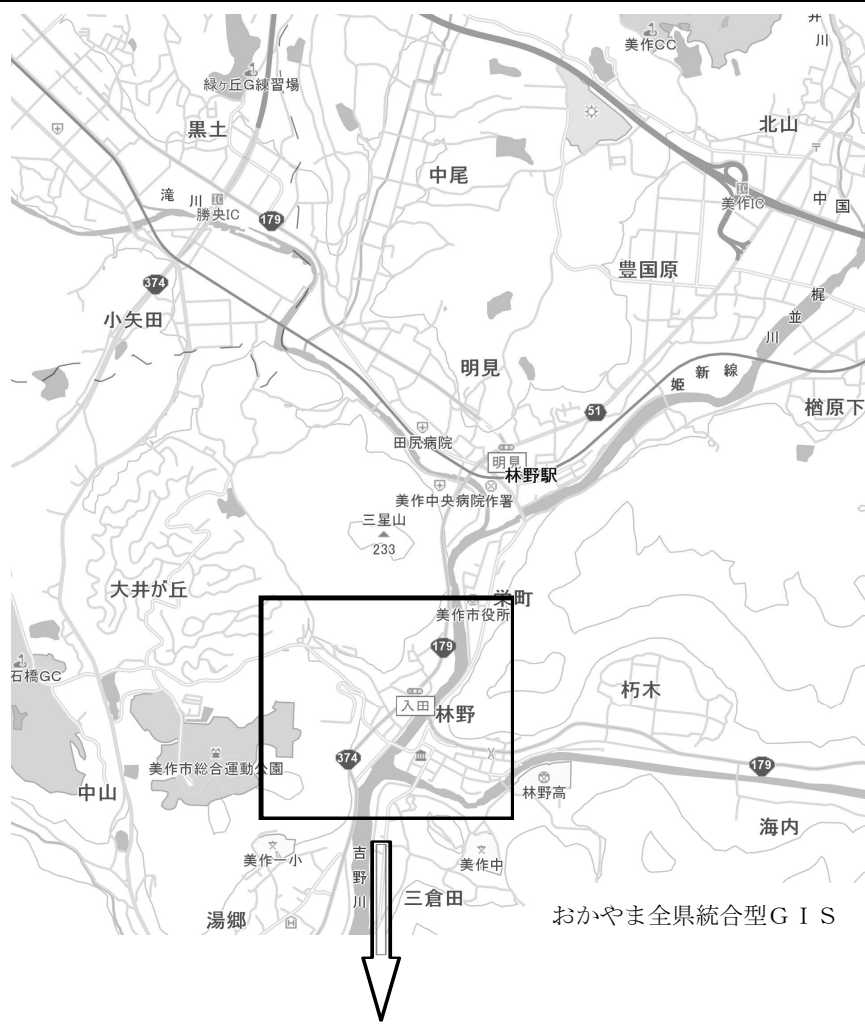 井
川
美作CC
緑ヶ丘G練習場
黒土
北山
中尾
滝川
勝央IC
179
美作IC
中国
豊国原
374
小矢田
梶並川
明見
姫新線
51
楢原下
田尻病院
明見
林野駅
美作中央病院作署
三星山
233
大井が丘
栄町
美作市役所
179
石橋GC
朽木
入田
林野
374
美作市総合運動公園
179
中山
林野高
海内
美作一小
吉野川
美作中
湯郷
三倉田
おかやま全県統合型GIS